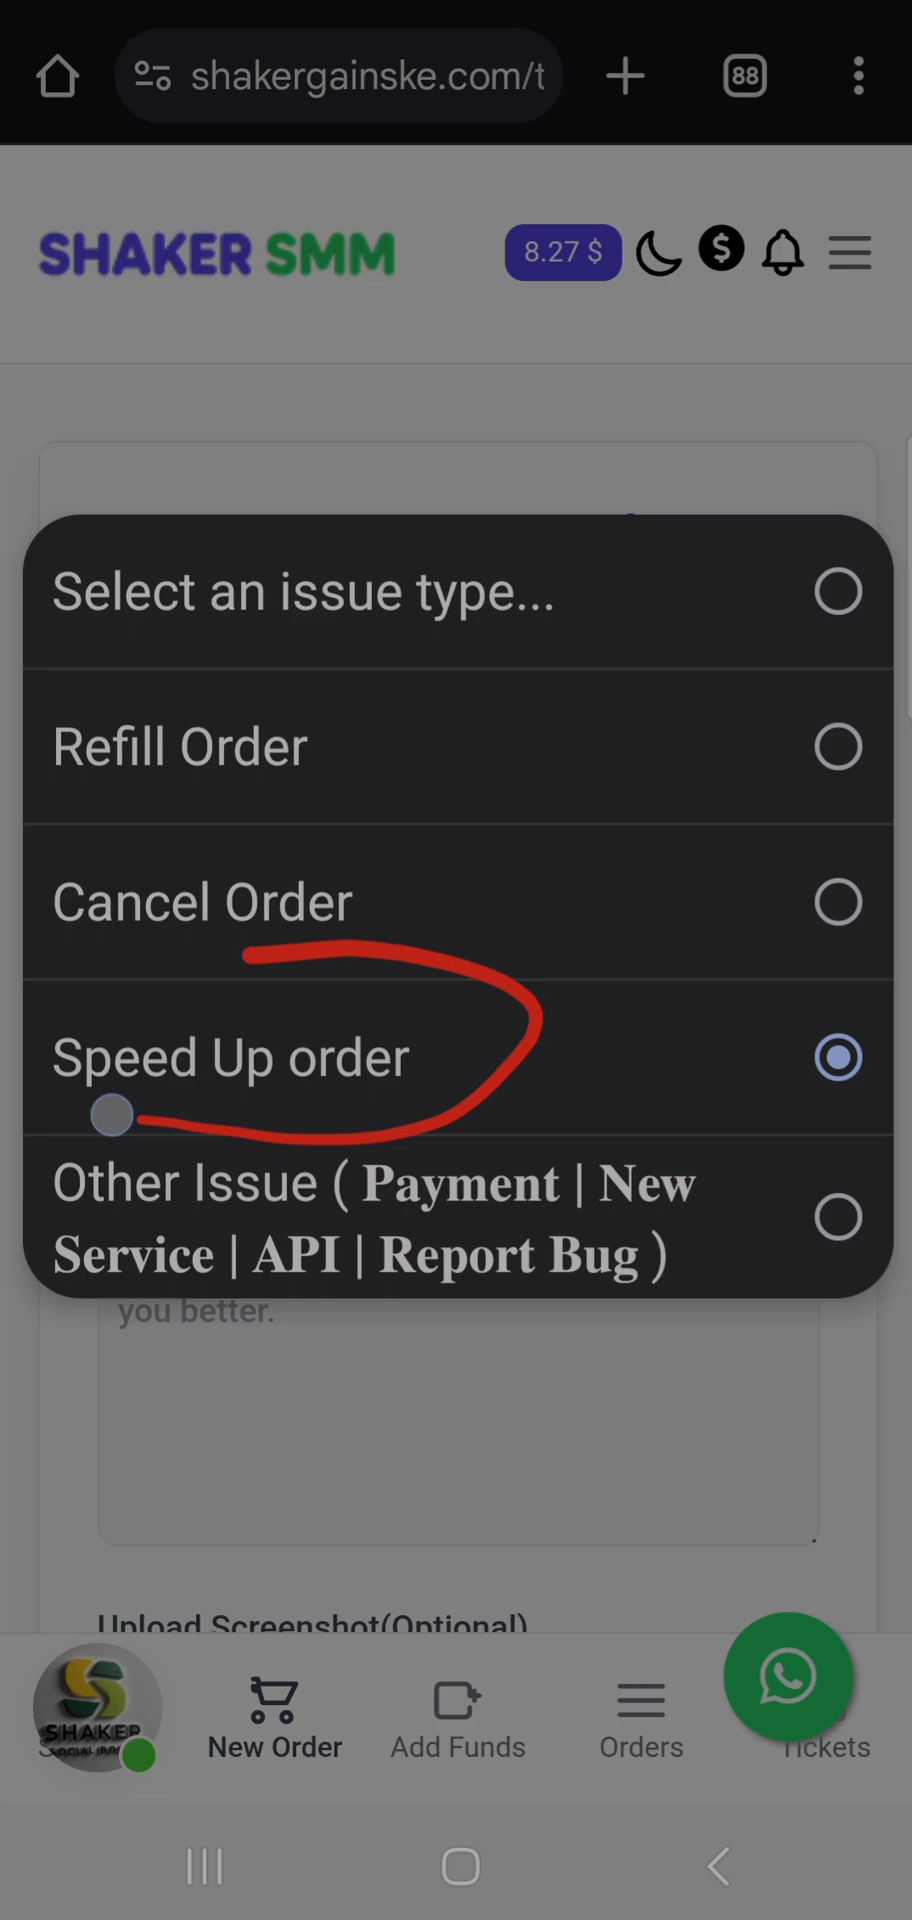 shakergainske.com/t
88
SHAKER SMM
8.27 $
$
Select an issue type...
Refill Order
Cancel Order
Speed Up order
Other Issue ( Payment | New
Service | API | Report Bug )
you better.
Upload Screenshot(Optional)
SHAKER
New Order
Add Funds
Orders
Tickets